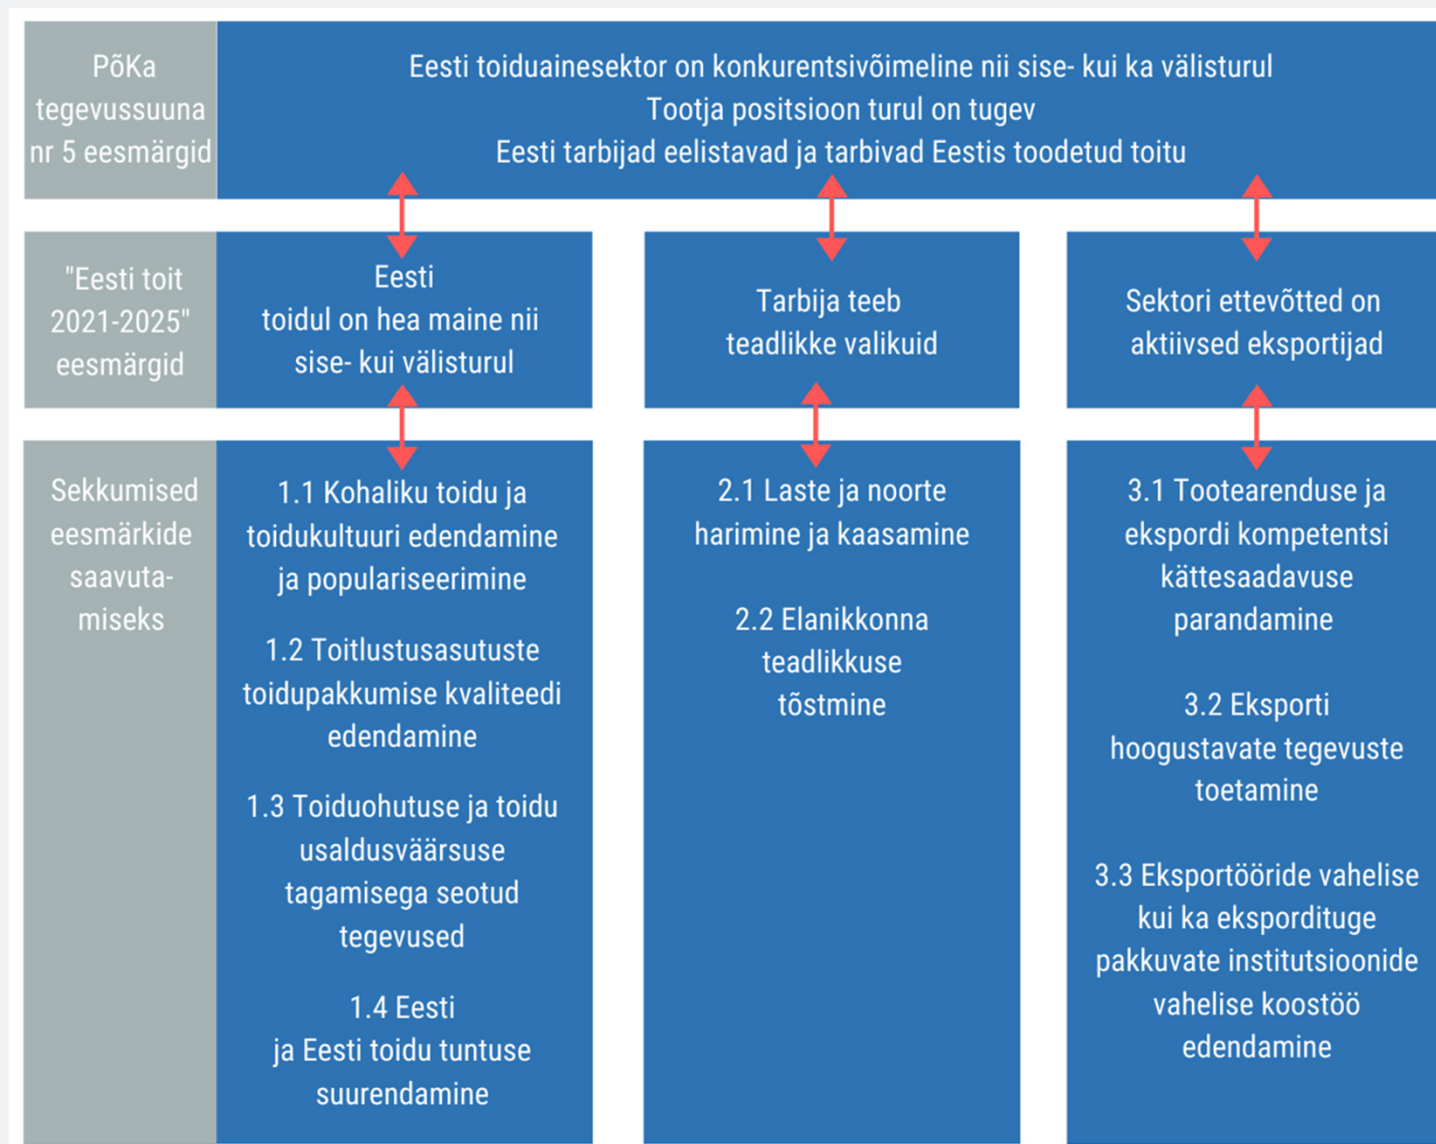 PõKa
tegevussuuna
nr 5 eesmärgid
Eesti toiduainesektor on konkurentsivõimeline nii sise- kui ka välisturul
Tootja positsioon turul on tugev
Eesti tarbijad eelistavad ja tarbivad Eestis toodetud toitu
"Eesti toit
2021-2025"
eesmärgid
Eesti
toidul on hea maine nii
sise- kui välisturul
Tarbija teeb
teadlikke valikuid
Sektori ettevõtted on
aktiivsed eksportijad
Sekkumised
eesmärkide
saavuta-
miseks
1.1 Kohaliku toidu ja
toidukultuuri edendamine
ja populariseerimine
1.2 Toitlustusasutuste
toidupakkumise kvaliteedi
edendamine
1.3 Toiduohutuse ja toidu
usaldusväärsuse
tagamisega seotud
tegevused
1.4 Eesti
ja Eesti toidu tuntuse
suurendamine
2.1 Laste ja noorte
harimine ja kaasamine
2.2 Elanikkonna
teadlikkuse
tõstmine
3.1 Tootearenduse ja
ekspordi kompetentsi
kättesaadavuse
parandamine
3.2 Eksporti
hoogustavate tegevuste
toetamine
3.3 Eksportööride vahelise
kui ka ekspordituge
pakkuvate institutsioonide
vahelise koostöö
edendamine